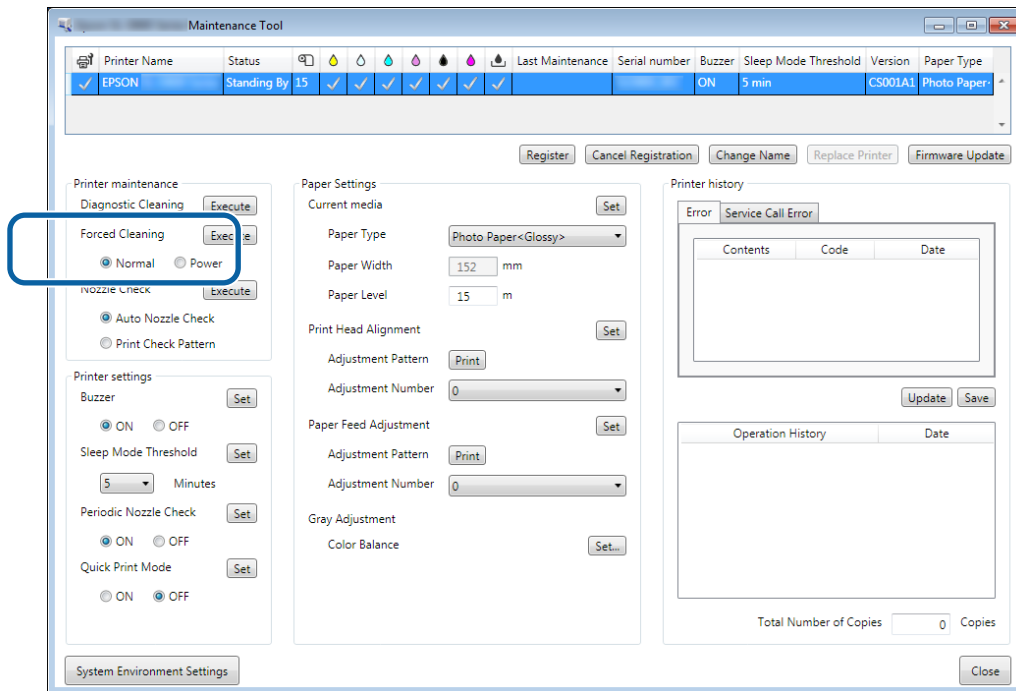 Maintenance Tool
Printer Name Status Last Maintenance Serial number Buzzer Sleep Mode Threshold Version Paper Type
EPSON Standing By 15 ON 5 min CS001A1 Photo Paper
Register Cancel Registration Change Name Replace Printer Firmware Update
Printer maintenance
Diagnostic Cleaning Execute
Forced Cleaning Execute
Normal Power
Nozzle Check Execute
Auto Nozzle Check
Print Check Pattern
Printer settings
Buzzer Set
ON OFF
Sleep Mode Threshold Set
5 Minutes
Periodic Nozzle Check Set
ON OFF
Quick Print Mode Set
ON OFF
Paper Settings
Current media Set
Paper Type Photo Paper<Glossy>
Paper Width 152 mm
Paper Level 15 m
Print Head Alignment Set
Adjustment Pattern Print
Adjustment Number 0
Paper Feed Adjustment Set
Adjustment Pattern Print
Adjustment Number 0
Gray Adjustment
Color Balance Set...
Printer history
Error Service Call Error
Contents Code Date
Update Save
Operation History Date
Total Number of Copies 0 Copies
System Environment Settings Close